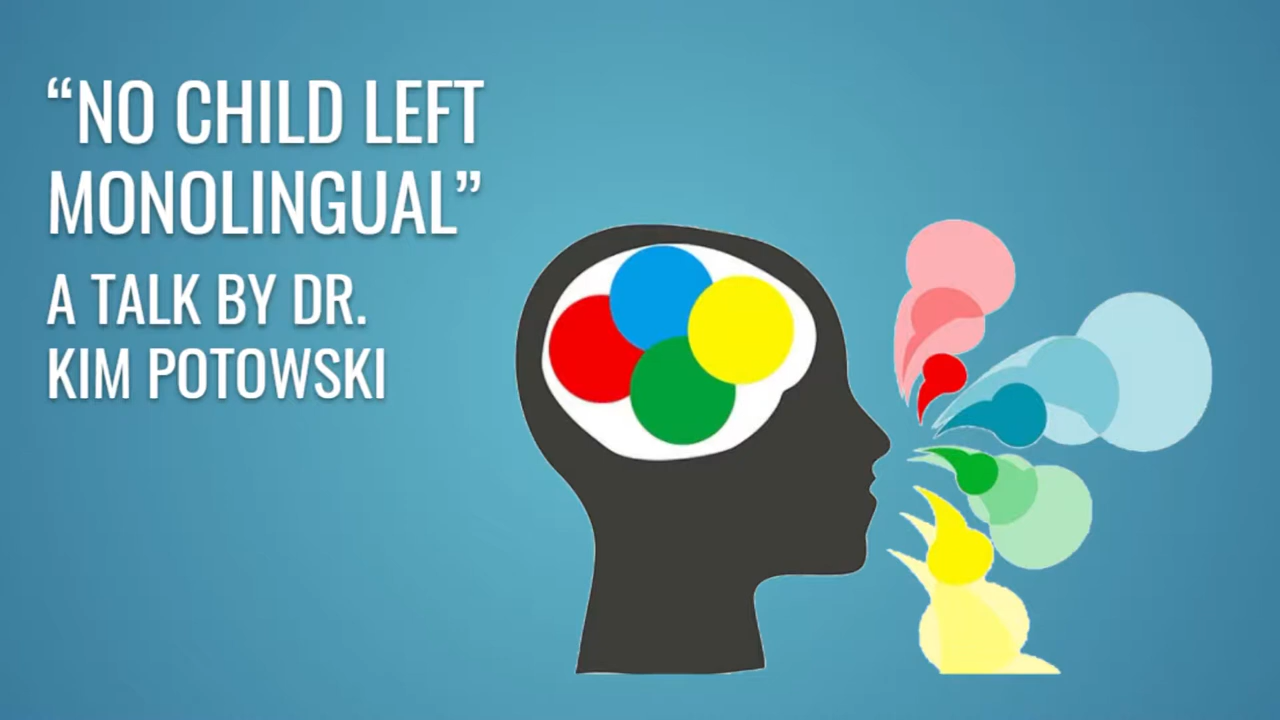 “NO CHILD LEFT
MONOLINGUAL”
A TALK BY DR.
KIM POTOWSKI